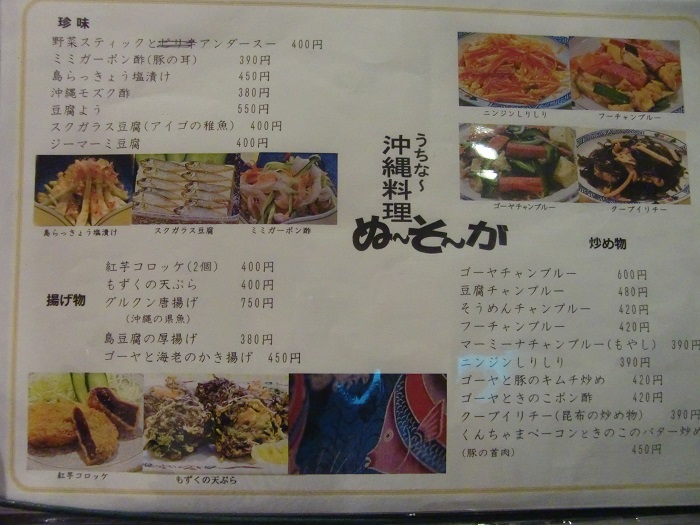 珍味
野菜スティックとピリ辛アンダースー 400円
ミミガーポン酢(豚の耳) 390円
島らっきょう塩漬け 450円
沖縄モズク酢 380円
豆腐よう 550円
スクガラス豆腐(アイゴの稚魚) 400円
ジーマーミ豆腐 400円
島らっきょう塩漬け
スクガラス豆腐
ミミガーポン酢
揚げ物
紅芋コロッケ(2個) 400円
もずくの天ぷら 400円
グルクン唐揚げ 750円
(沖縄の県魚)
島豆腐の厚揚げ 380円
ゴーヤと海老のかき揚げ 450円
紅芋コロッケ
もずくの天ぷら
うちな〜
沖縄料理
ぬ〜そ〜が
ニンジンしりしり
フーチャンブルー
ゴーヤチャンブルー
クーブイリチー
炒め物
ゴーヤチャンブルー 600円
豆腐チャンブルー 480円
そうめんチャンブルー 420円
フーチャンブルー 420円
マーミーナチャンブルー(もやし) 390円
ニンジンしりしり 390円
ゴーヤと豚のキムチ炒め 420円
ゴーヤときのこポン酢 420円
クーブイリチー(昆布の炒め物) 390円
くんちゃまベーコンときのこのバター炒め
(豚の首肉) 450円